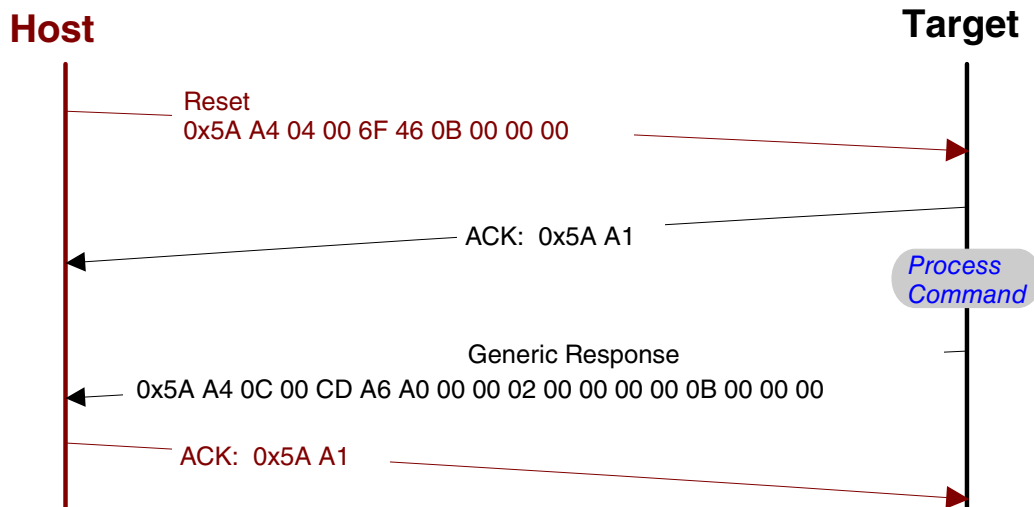 Host
Target
Reset
0x5A A4 04 00 6F 46 0B 00 00 00
ACK:  0x5A A1
Process
Command
Generic Response
0x5A A4 0C 00 CD A6 A0 00 00 02 00 00 00 00 0B 00 00 00
ACK:  0x5A A1